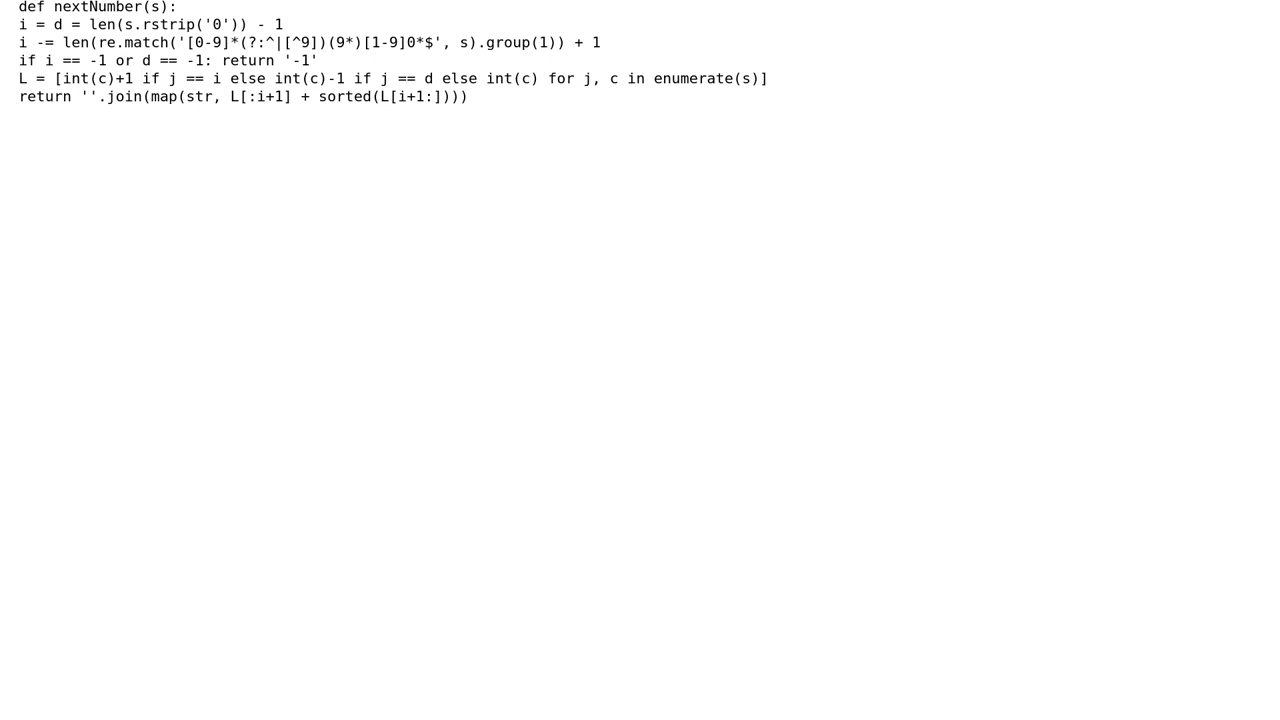 def nextNumber(s):
i = d = len(s.rstrip('0')) - 1
i -= len(re.match('[0-9]*(?:^|[^9])(9*)[1-9]0*$', s).group(1)) + 1
if i == -1 or d == -1: return '-1'
L = [int(c)+1 if j == i else int(c)-1 if j == d else int(c) for j, c in enumerate(s)]
return ''.join(map(str, L[:i+1] + sorted(L[i+1:])))